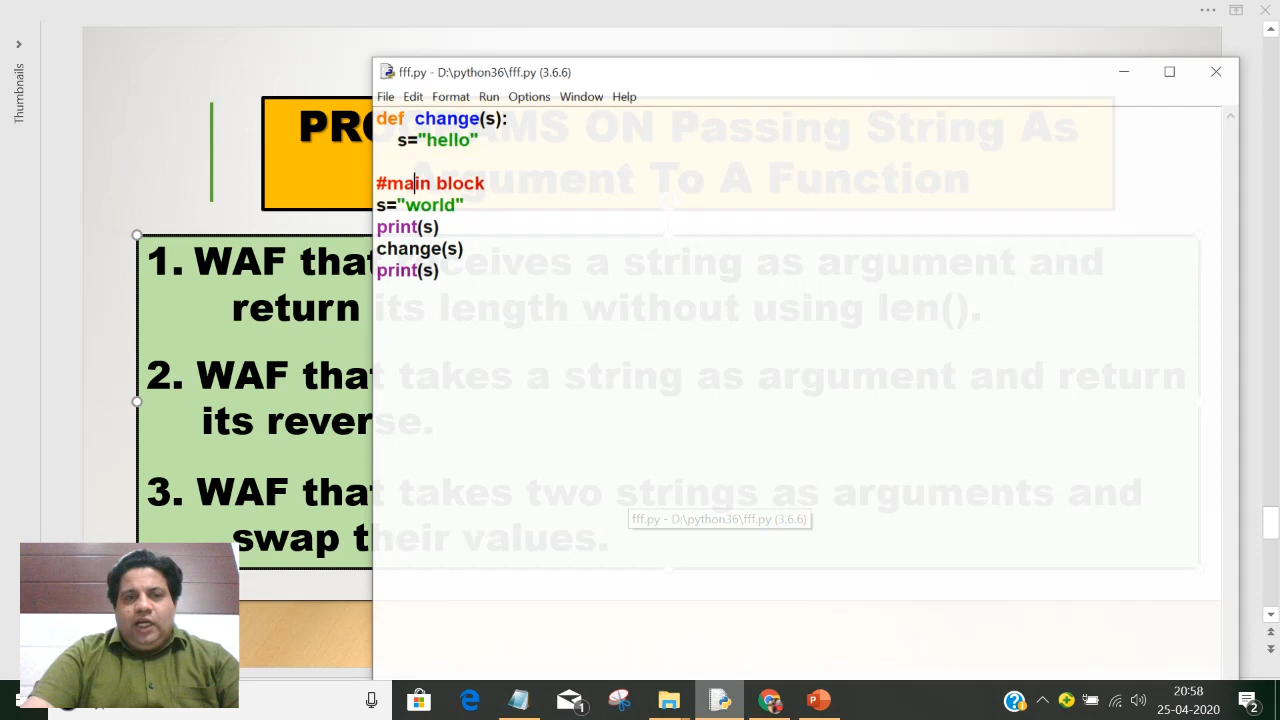 Thumbnails
fff.py - D:\python36\fff.py (3.6.6)
File Edit Format Run Options Window Help
def change(s):
s="hello"
#main block
s="world"
print(s)
change(s)
print(s)
PROGRAMS ON Passing String As
Argument To A Function
1. WAF that receives a string as argument and
return its length without using len().
2. WAF that takes a string as argument and return
its reverse.
3. WAF that takes two strings as arguments and
swap their values.
fff.py - D:\python36\fff.py (3.6.6)
1
20:58
25-04-2020
2